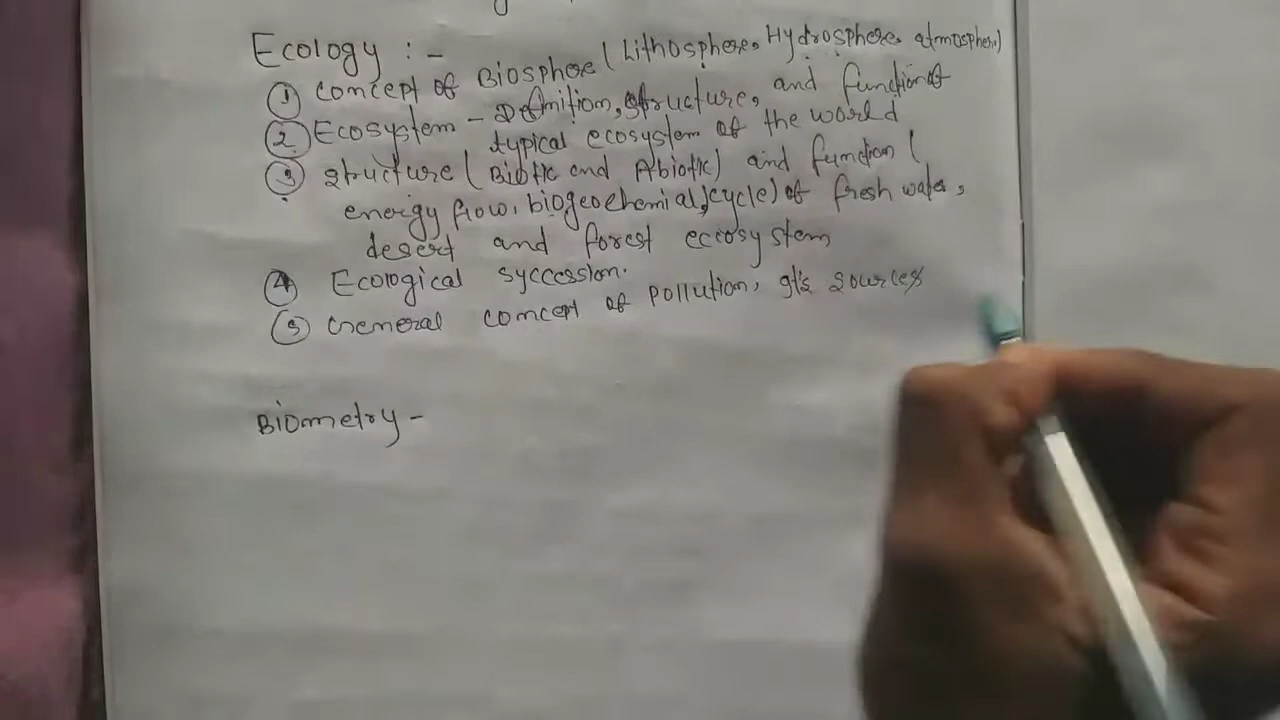 Ecology : -
① concept of Biosphere (Lithosphere, Hydrosphere, atmosphere)
② Ecosystem - Definition, structure, and function of
typical ecosystem of the world
③ structure (Biotic and Abiotic) and function (
energy flow, biogeochemial cycle) of fresh water,
desert and forest eccosystem
④ Ecological succession.
⑤ General concept of pollution, It's sources
Biometry -